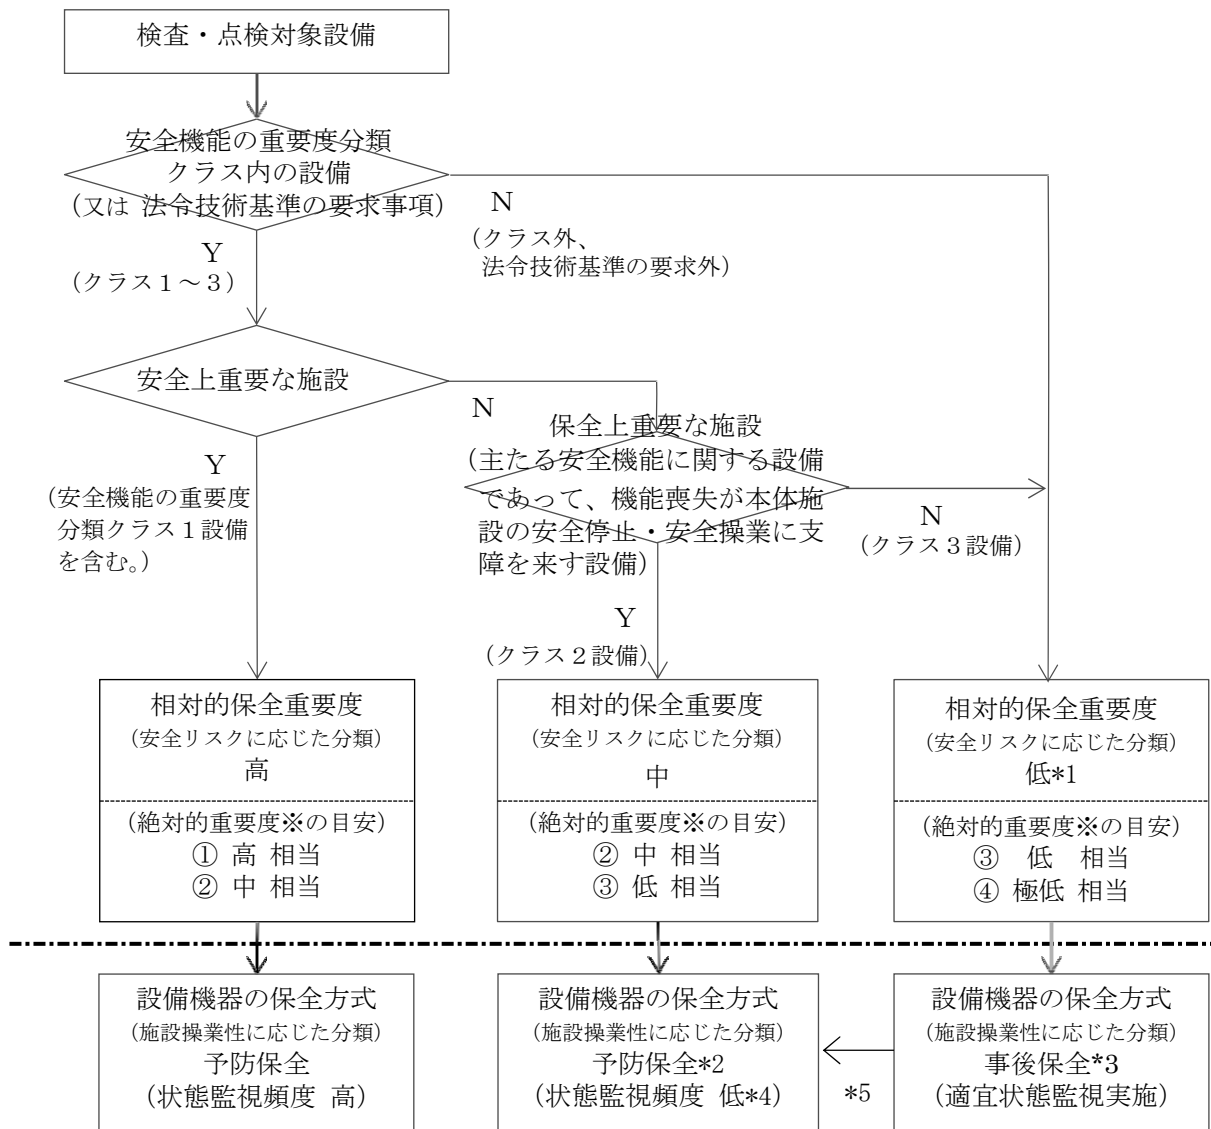 検査・点検対象設備
安全機能の重要度分類
クラス内の設備
(又は 法令技術基準の要求事項)
N
(クラス外、
法令技術基準の要求外)
Y
(クラス1~3)
安全上重要な施設
N
保全上重要な施設
(主たる安全機能に関する設備
であって、機能喪失が本体施
設の安全停止・安全操業に支
障を来す設備)
Y
(安全機能の重要度
分類クラス1設備
を含む。)
N
(クラス3設備)
Y
(クラス2設備)
相対的保全重要度
(安全リスクに応じた分類)
高
(絶対的重要度※の目安)
① 高 相当
② 中 相当
相対的保全重要度
(安全リスクに応じた分類)
中
(絶対的重要度※の目安)
② 中 相当
③ 低 相当
相対的保全重要度
(安全リスクに応じた分類)
低*1
(絶対的重要度※の目安)
③ 低 相当
④ 極低 相当
設備機器の保全方式
(施設操業性に応じた分類)
予防保全
(状態監視頻度 高)
設備機器の保全方式
(施設操業性に応じた分類)
予防保全*2
(状態監視頻度 低*4)
*5
設備機器の保全方式
(施設操業性に応じた分類)
事後保全*3
(適宜状態監視実施)